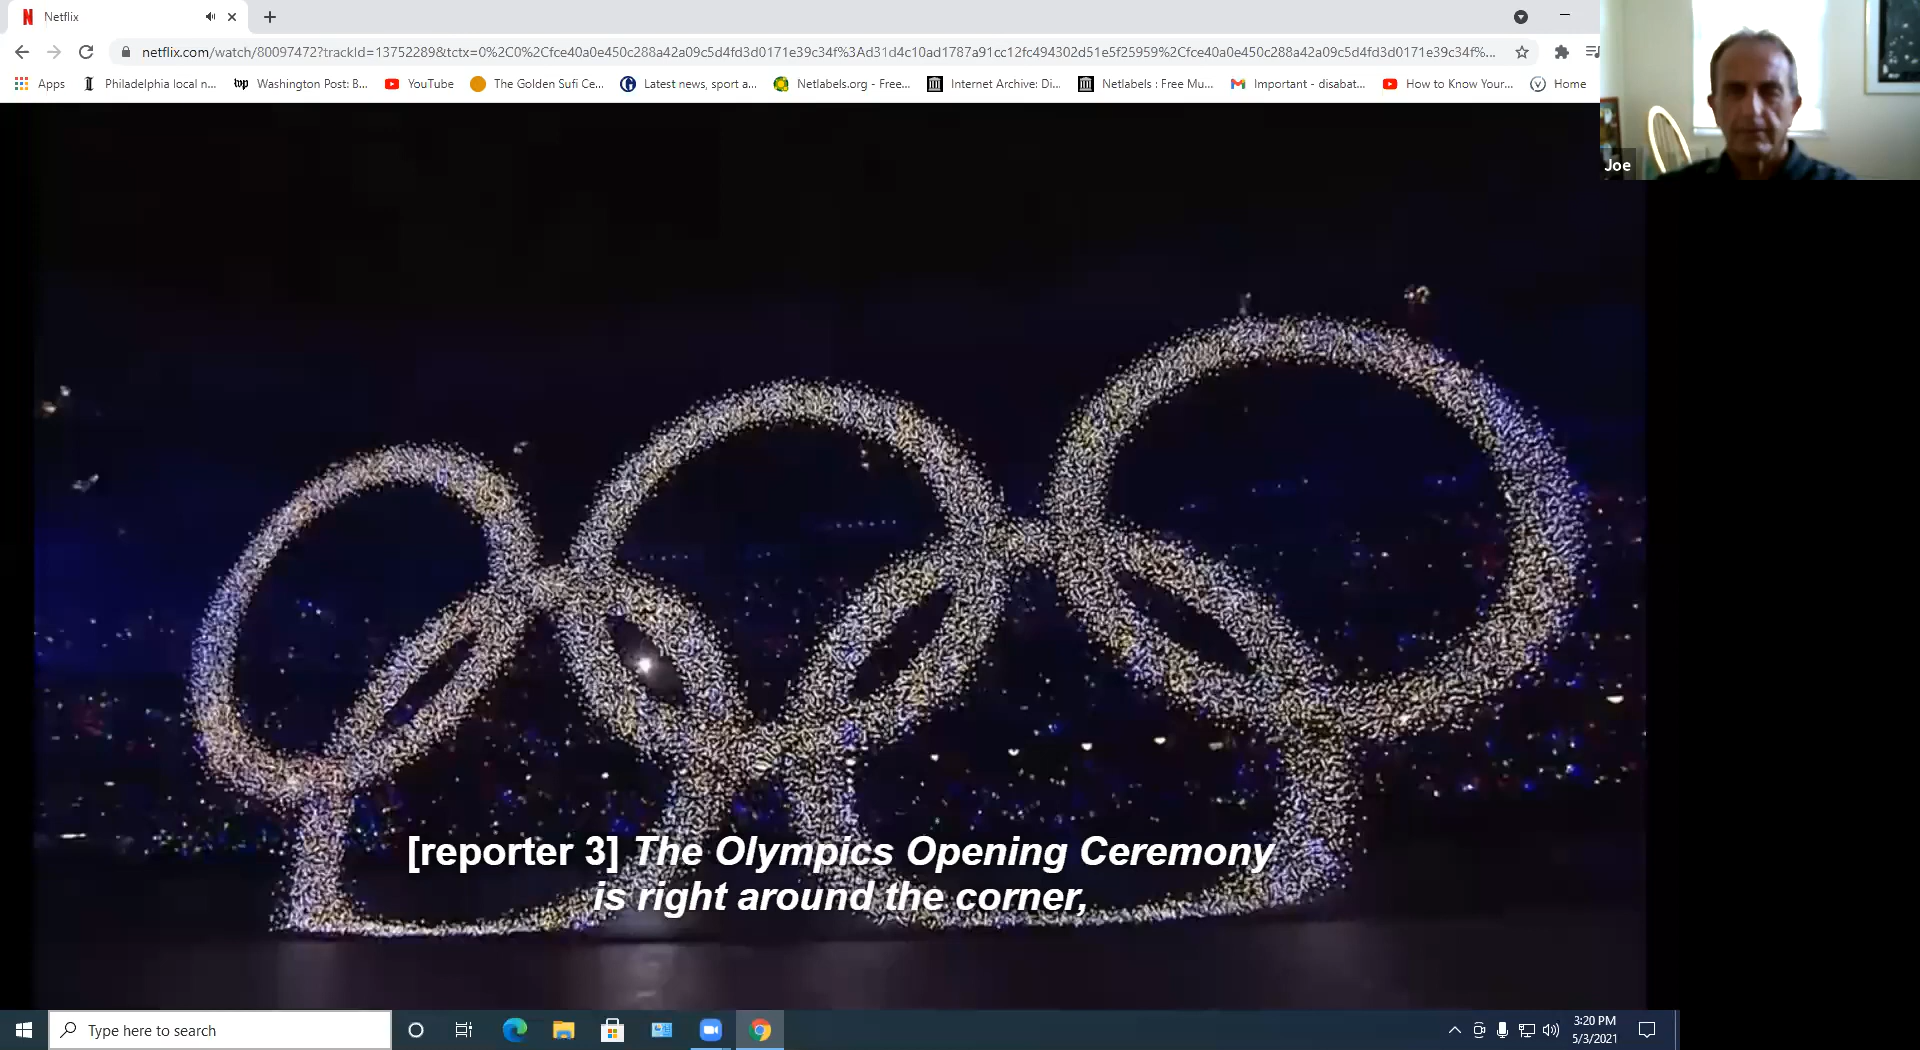 Netflix
netflix.com/watch/80097472?trackId=13752289&tctx=0%2C0%2Cfce40a0e450c288a42a09c5d4fd3d0171e39c34f%3Ad31d4c10ad1787a91cc12fc494302d51e5f25959%2Cfce40a0e450c288a42a09c5d4fd3d0171e39c34f%...
Apps Philadelphia local n... Washington Post: B... YouTube The Golden Sufi Ce... Latest news, sport a... Netlabels.org - Free... Internet Archive: Di... Netlabels : Free Mu... Important - disabat... How to Know Your... Home
Joe
[reporter 3] The Olympics Opening Ceremony
is right around the corner,
Type here to search
3:20 PM
5/3/2021